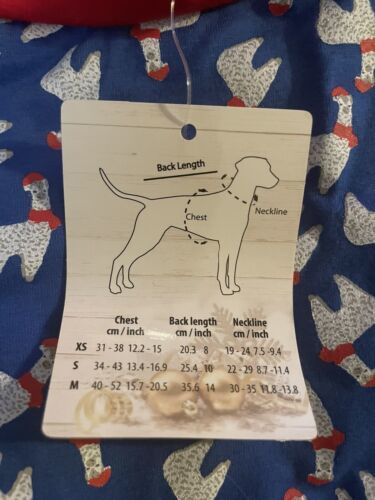 Back Length
Chest
Neckline
Chest Back length Neckline
cm / inch cm / inch cm / inch
XS 31 - 38 12.2 - 15 20.3 8 19 - 24 7.5 -9.4
S 34 - 43 13.4 -16.9 25.4 10 22 - 29 8.7 -11.4
M 40 - 52 15.7 - 20.5 35.6 14 30 - 35 11.8 -13.8